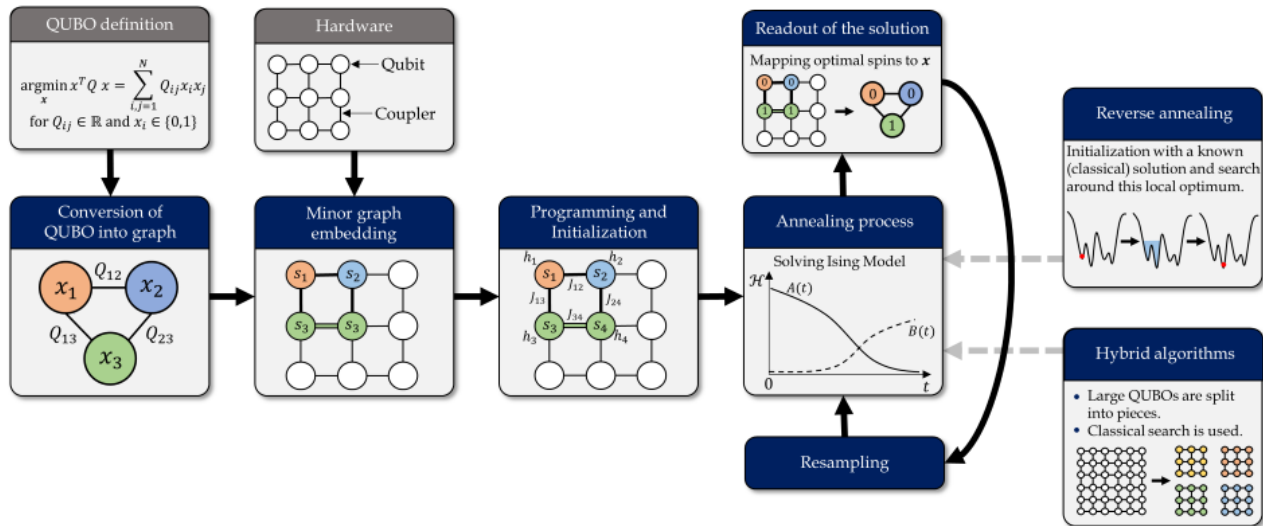 QUBO definition
argmin x^T Q x = ∑ Q_{ij}x_i x_j
x
N
i,j=1
for Q_{ij} ∈ ℝ and x_i ∈ {0,1}
Hardware
Qubit
Coupler
Conversion of
QUBO into graph
x₁
Q₁₂
x₂
Q₁₃
Q₂₃
x₃
Minor graph
embedding
s₁
s₂
s₃
s₃
Programming and
Initialization
h₁
h₂
s₁
s₂
J₁₂
J₁₃
J₂₄
J₃₄
s₃
s₄
h₃
h₄
Readout of the solution
Mapping optimal spins to x
0 0
1 1
0 0
1
Annealing process
Solving Ising Model
ℋ
A(t)
B(t)
0
t
Resampling
Reverse annealing
Initialization with a known
(classical) solution and search
around this local optimum.
Hybrid algorithms
• Large QUBOs are split
into pieces.
• Classical search is used.